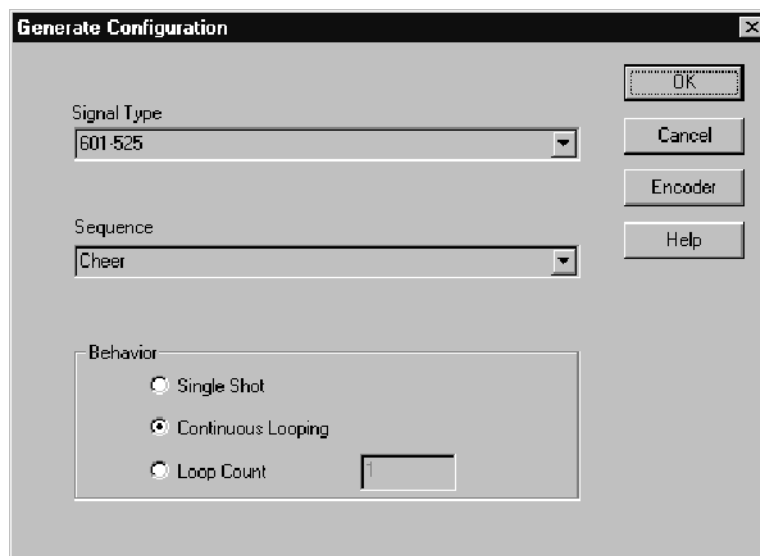 Generate Configuration
OK
Signal Type
601-525
Cancel
Encoder
Sequence
Help
Cheer
Behavior
Single Shot
Continuous Looping
Loop Count
1